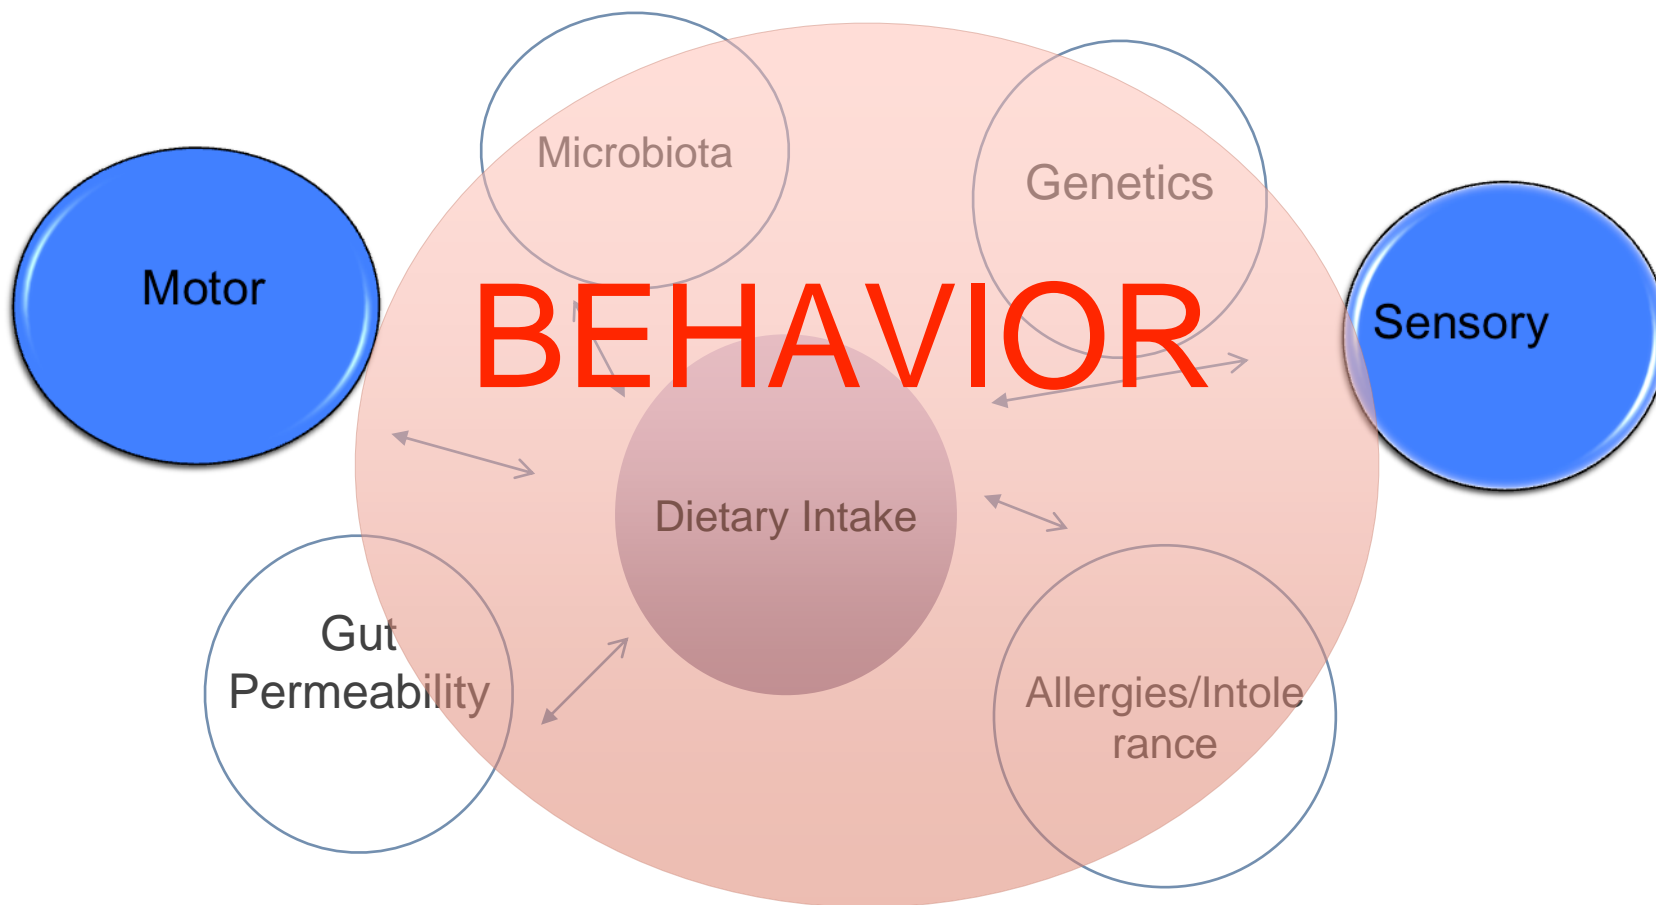 Microbiota
Genetics
Motor
BEHAVIOR
Sensory
Dietary Intake
Gut
Permeability
Allergies/Intole
rance